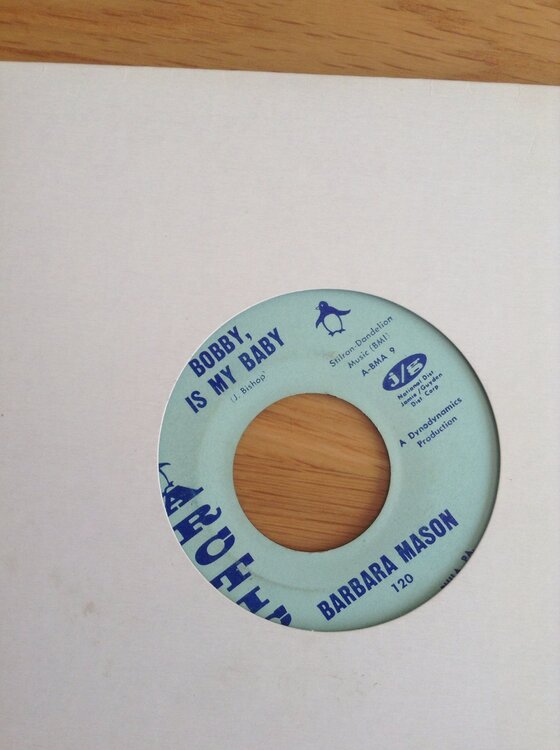 BOBBY,
IS MY BABY
(J. Bishop)
Stilran-Dandelion
Music (BMI)
A-BMA 9
j/g
National Dist
Jamie/Guyden
Dist Corp
A Dynodynamics
Production
ARCTIC
BARBARA MASON
120